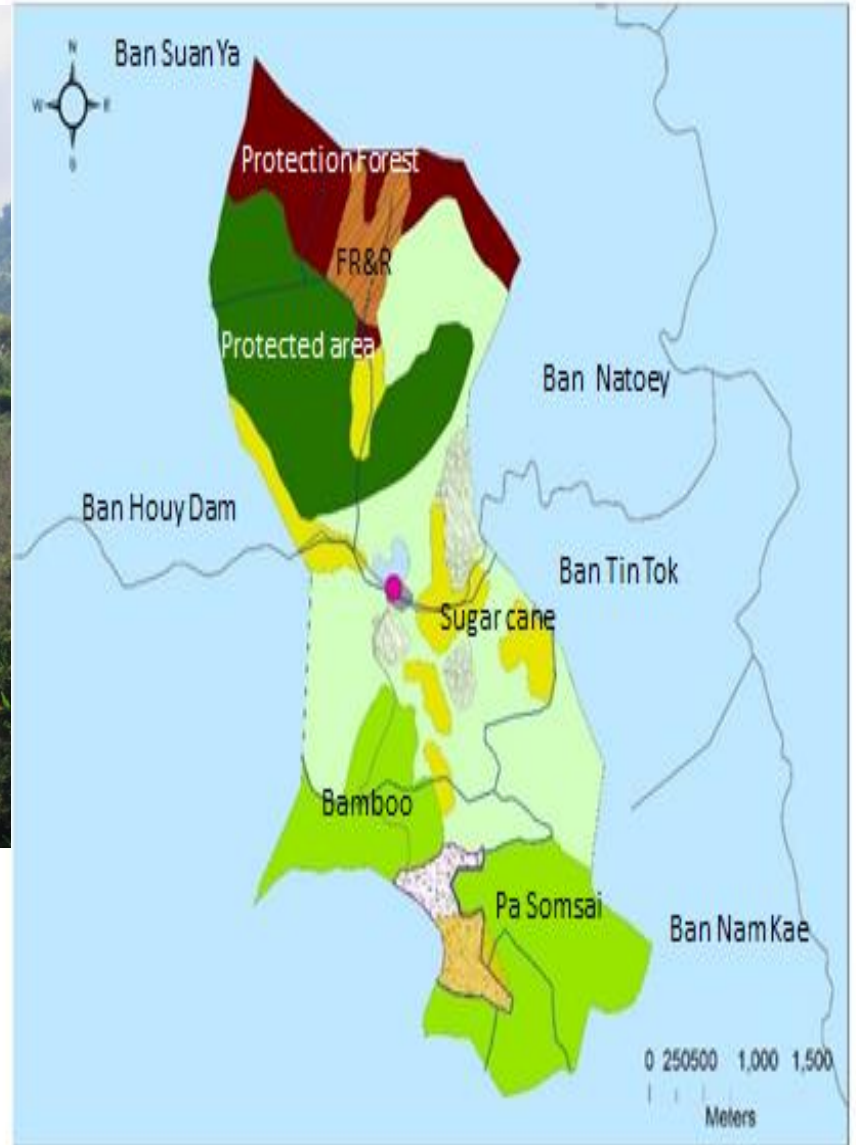 Ban Suan Ya
N
W
E
S
Protection Forest
FR&R
Protected area
Ban Natoey
Ban Houy Dam
Ban Tin Tok
Sugar cane
Bamboo
Pa Somsai
Ban Nam Kae
0 250500 1,000 1,500
Meters